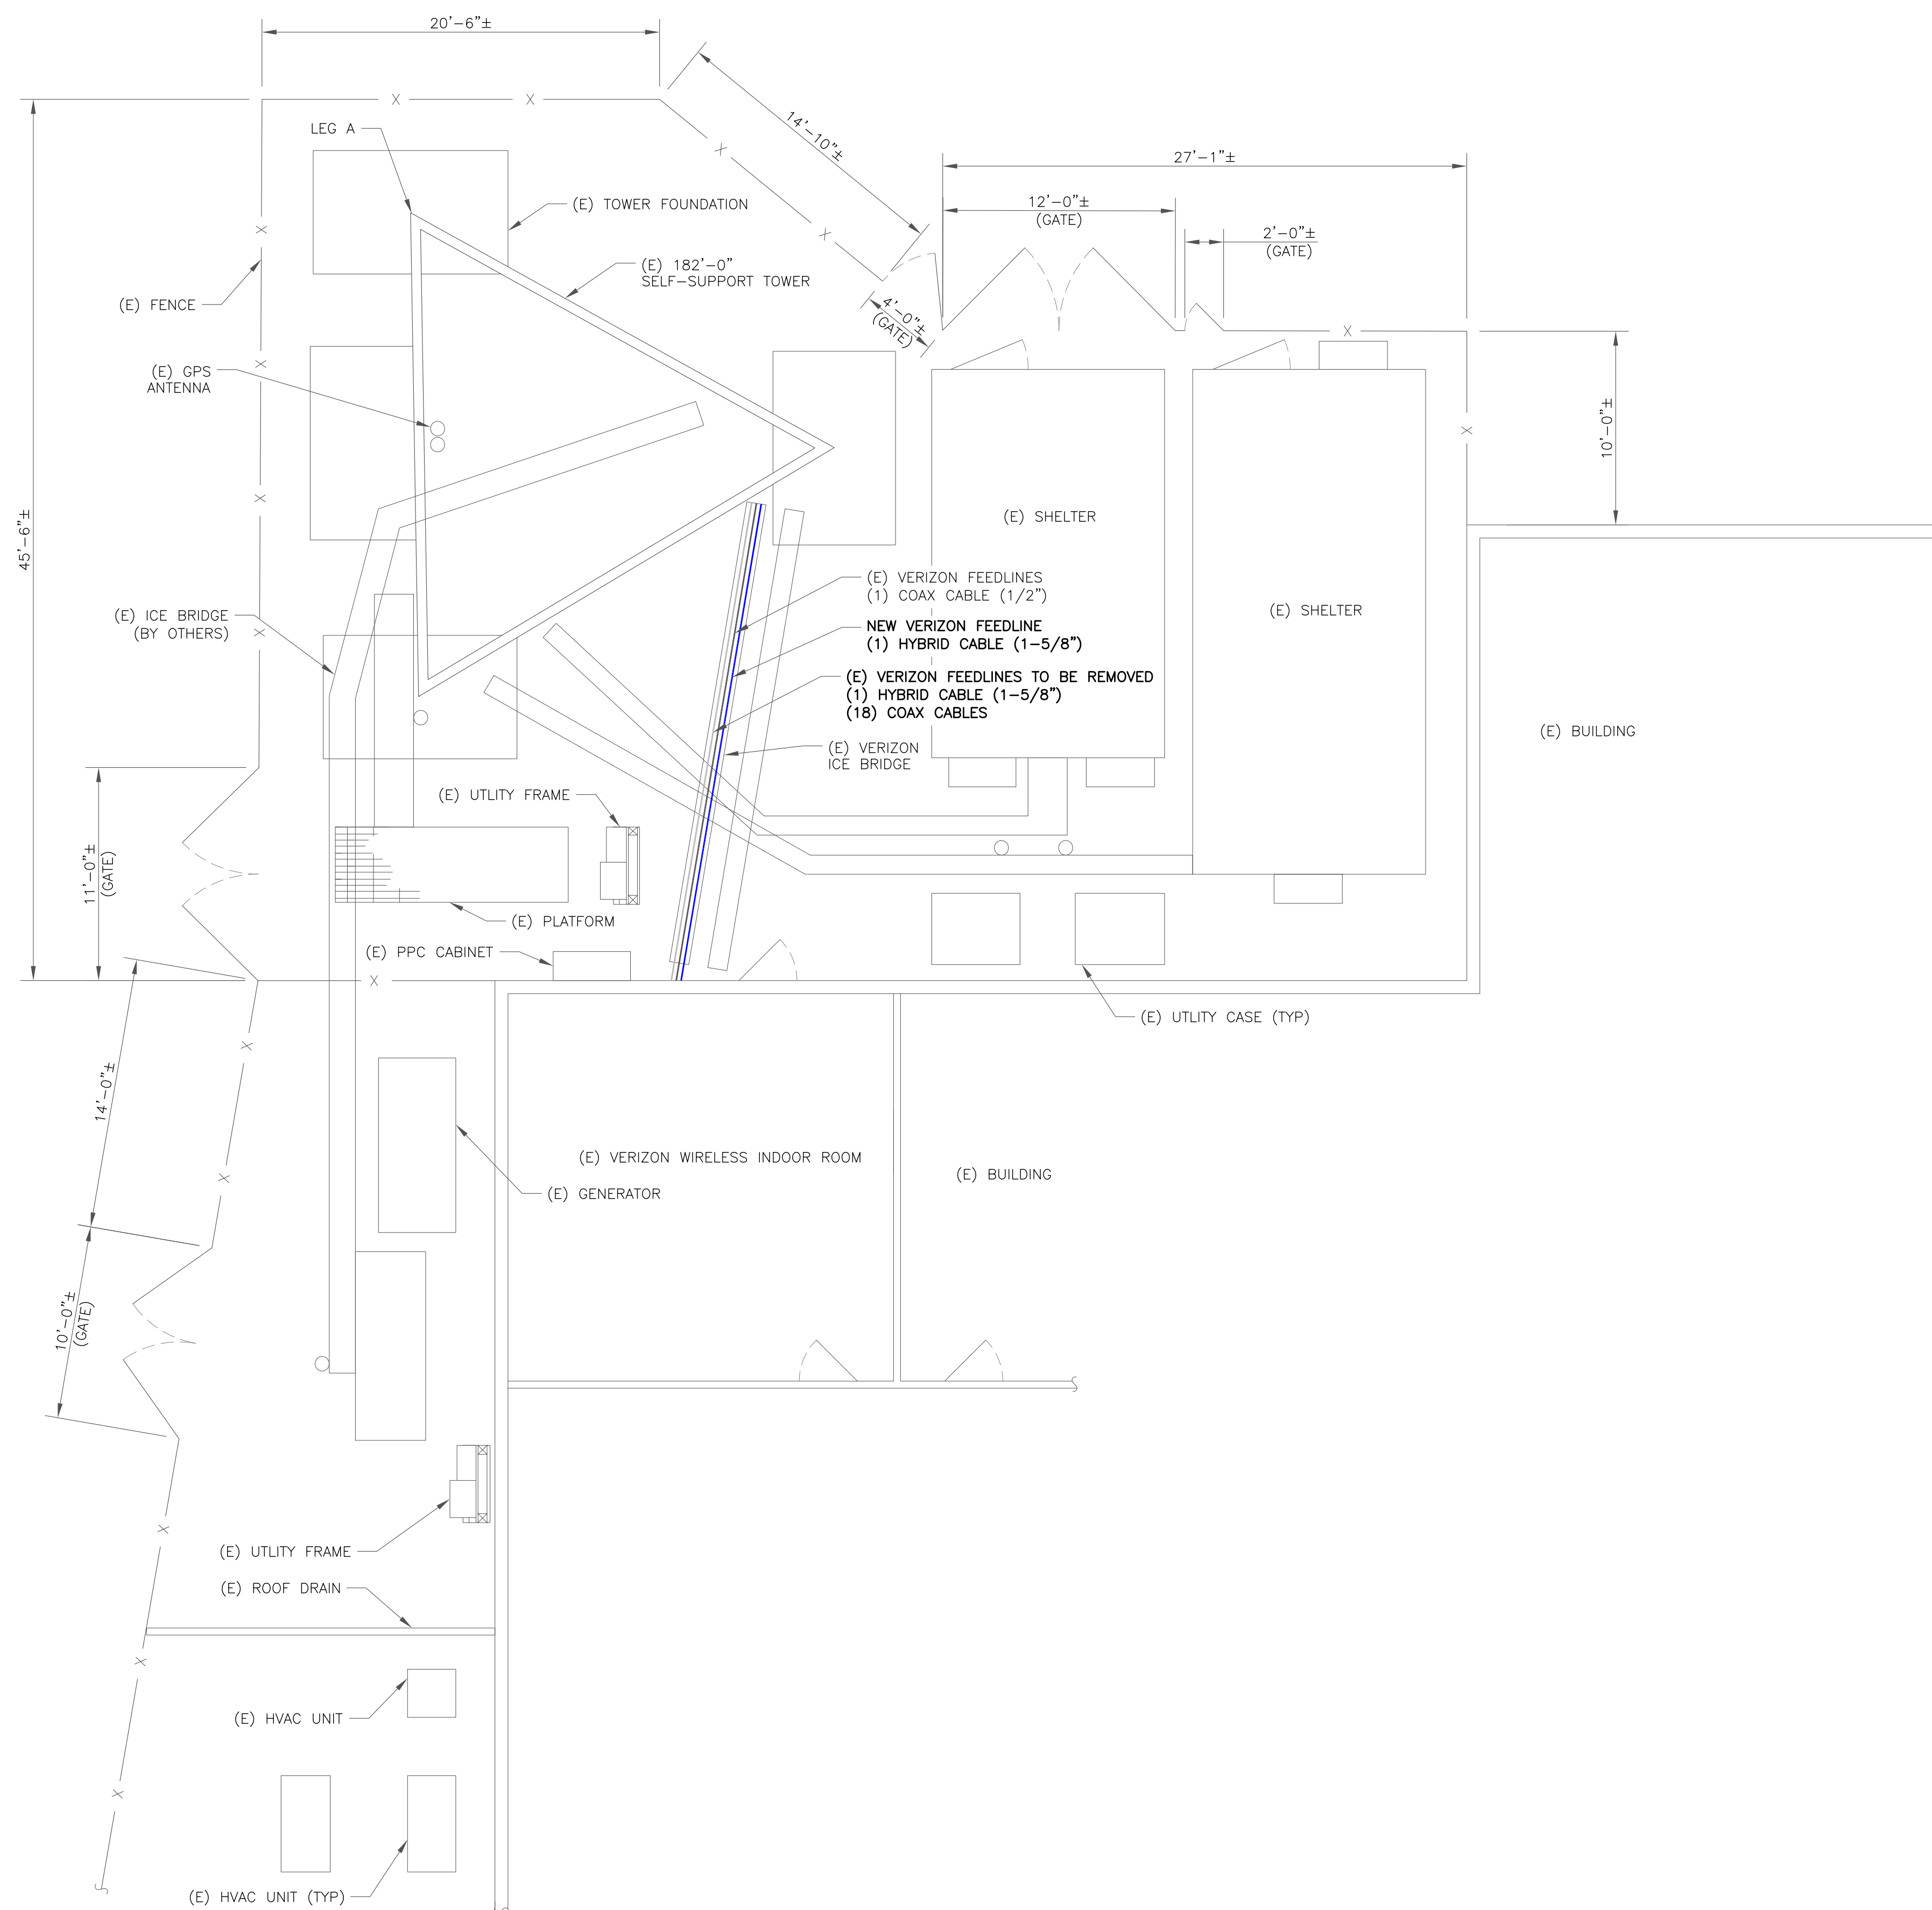 20'-6"±
14'-10"±
27'-1"±
12'-0"±
(GATE)
2'-0"±
(GATE)
4'-0"±
(GATE)
LEG A
(E) TOWER FOUNDATION
(E) 182'-0"
SELF-SUPPORT TOWER
(E) FENCE
(E) GPS
ANTENNA
10'-0"±
45'-6"±
(E) SHELTER
(E) SHELTER
(E) VERIZON FEEDLINES
(1) COAX CABLE (1/2")
NEW VERIZON FEEDLINE
(1) HYBRID CABLE (1-5/8")
(E) VERIZON FEEDLINES TO BE REMOVED
(1) HYBRID CABLE (1-5/8")
(18) COAX CABLES
(E) VERIZON
ICE BRIDGE
(E) ICE BRIDGE
(BY OTHERS)
(E) BUILDING
(E) UTLITY FRAME
11'-0"±
(GATE)
(E) PLATFORM
(E) PPC CABINET
(E) UTLITY CASE (TYP)
14'-0"±
(E) VERIZON WIRELESS INDOOR ROOM
(E) BUILDING
(E) GENERATOR
10'-0"±
(GATE)
(E) UTLITY FRAME
(E) ROOF DRAIN
(E) HVAC UNIT
(E) HVAC UNIT (TYP)